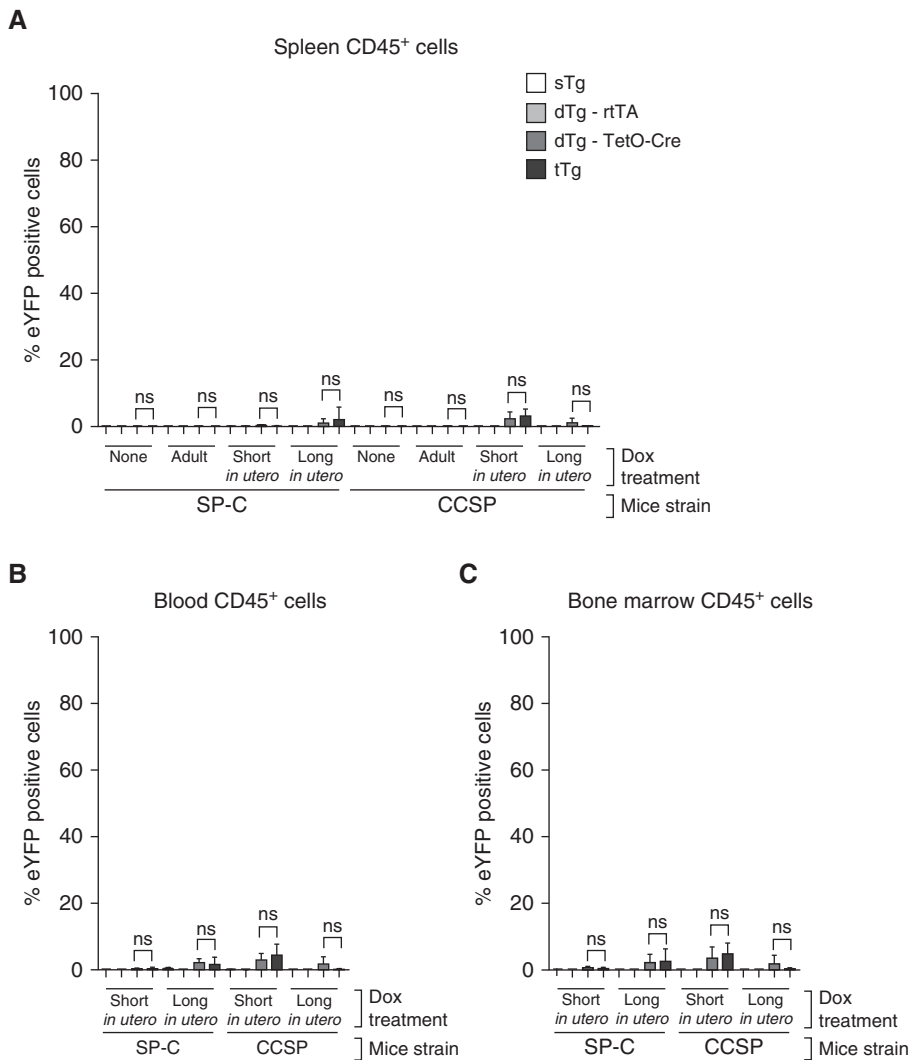 A
Spleen CD45⁺ cells
sTg
dTg - rtTA
dTg - TetO-Cre
tTg
% eYFP positive cells
100
80
60
40
20
0
ns ns ns ns ns ns ns ns
None Adult Short Long None Adult Short Long
in utero in utero in utero in utero
Dox
treatment
SP-C CCSP
Mice strain
B
Blood CD45⁺ cells
% eYFP positive cells
100
80
60
40
20
0
ns ns ns ns
Short Long Short Long
in utero in utero in utero in utero
Dox
treatment
SP-C CCSP
Mice strain
C
Bone marrow CD45⁺ cells
% eYFP positive cells
100
80
60
40
20
0
ns ns ns ns
Short Long Short Long
in utero in utero in utero in utero
Dox
treatment
SP-C CCSP
Mice strain